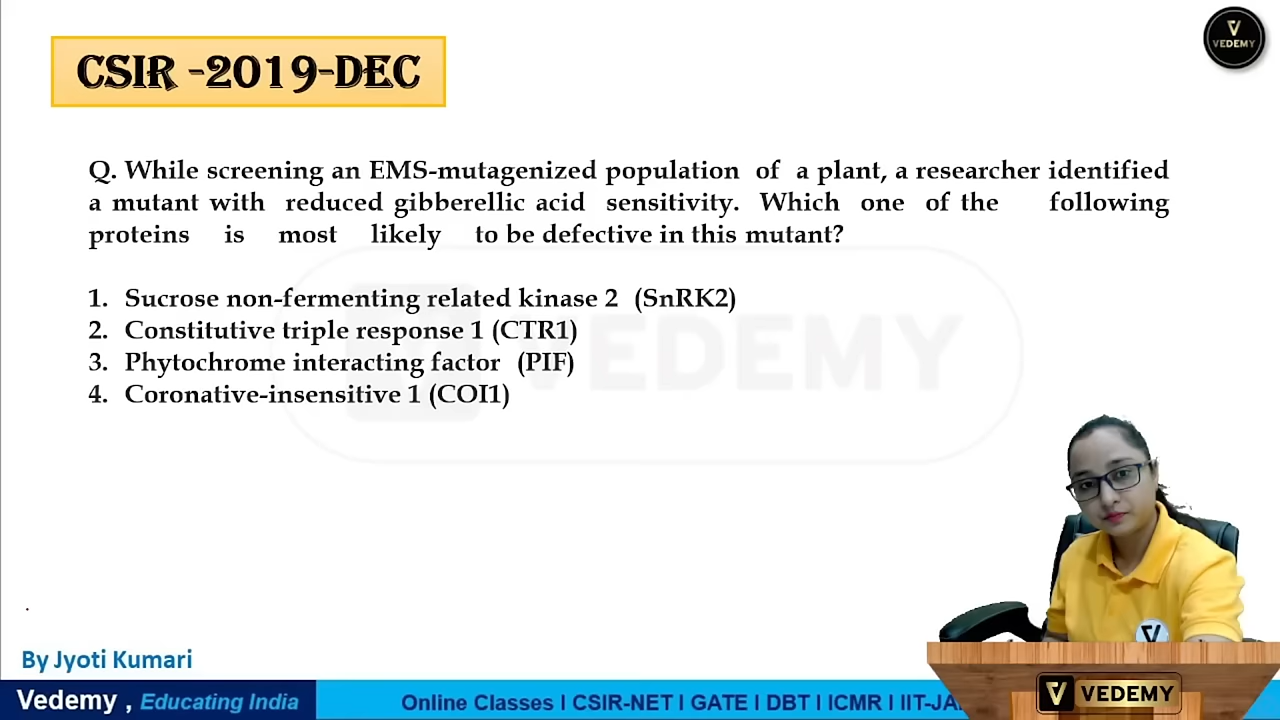 VEDEMY
CSIR -2019-DEC
Q. While screening an EMS-mutagenized population of a plant, a researcher identified
a mutant with reduced gibberellic acid sensitivity. Which one of the following
proteins is most likely to be defective in this mutant?
1. Sucrose non-fermenting related kinase 2 (SnRK2)
2. Constitutive triple response 1 (CTR1)
3. Phytochrome interacting factor (PIF)
4. Coronative-insensitive 1 (COI1)
VEDEMY
By Jyoti Kumari
Vedemy , Educating India
Online Classes I CSIR-NET I GATE I DBT I ICMR I IIT-JA
VEDEMY